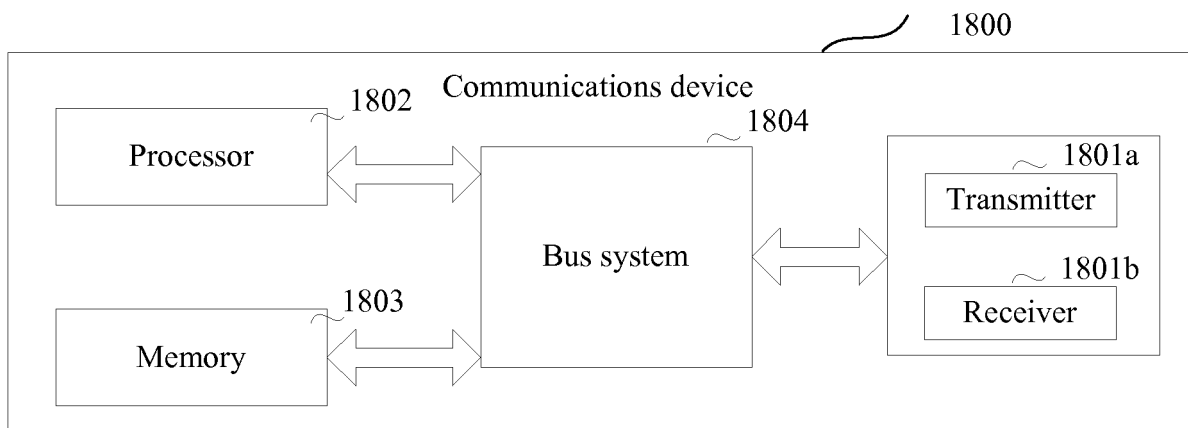 1800
Communications device
1802
Processor
1804
Bus system
1801a
Transmitter
1801b
Receiver
1803
Memory